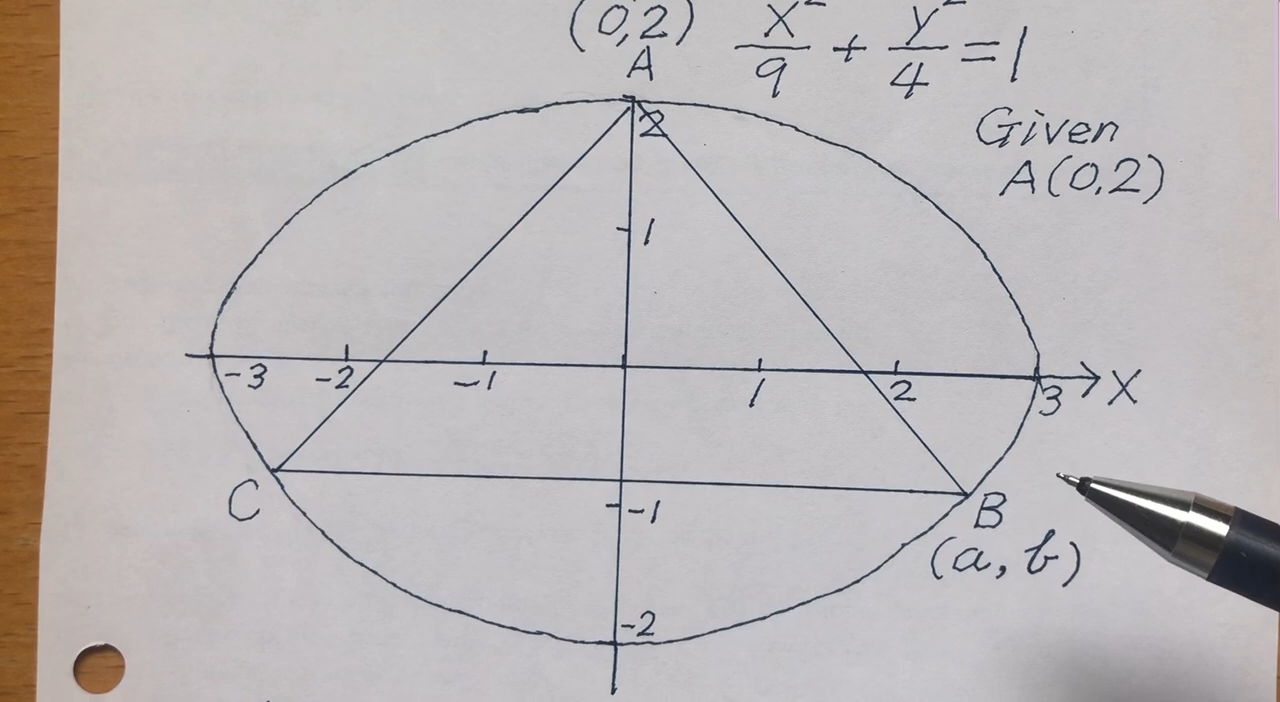 (0,2)
x²/9 + y²/4 = 1
A
Given
A(0,2)
2
1
-3 -2 -1 1 2 3 X
C
-1
B
(a, b)
-2